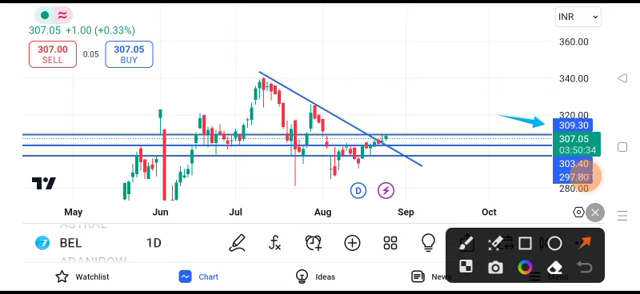 INR
307.05 +1.00 (+0.33%)
360.00
307.00
SELL
0.05
307.05
BUY
340.00
320.00
309.30
307.05
03:50:34
303.40
297.80
280.00
D
May Jun Jul Aug Sep Oct
ASTRAL
BEL 1D
Watchlist Chart Ideas News